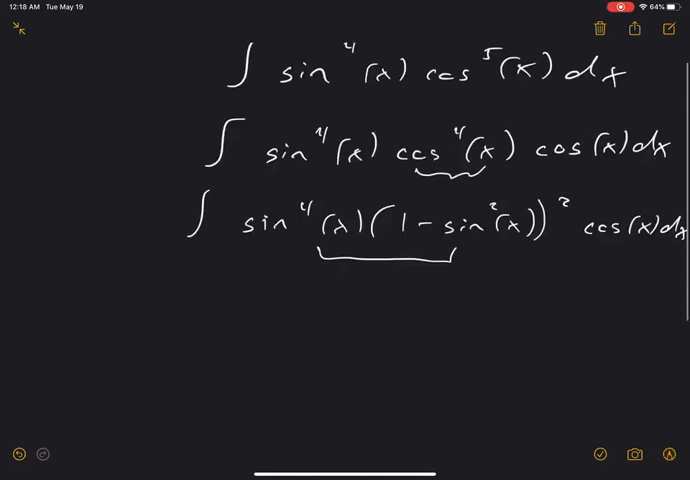 12:18 AM Tue May 19 64%
∫ sin⁴(x) cos⁵(x) dx
∫ sin⁴(x) cos⁴(x) cos(x) dx
∫ sin⁴(x)(1 - sin²(x))² cos(x) dx